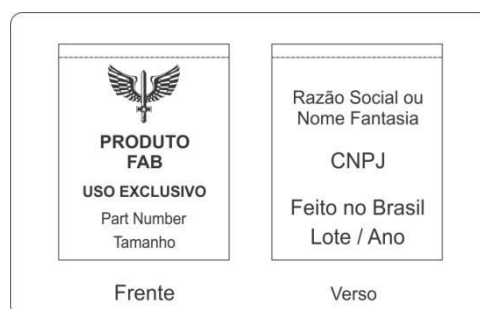 PRODUTO
FAB
USO EXCLUSIVO
Part Number
Tamanho
Frente
Razão Social ou
Nome Fantasia
CNPJ
Feito no Brasil
Lote / Ano
Verso